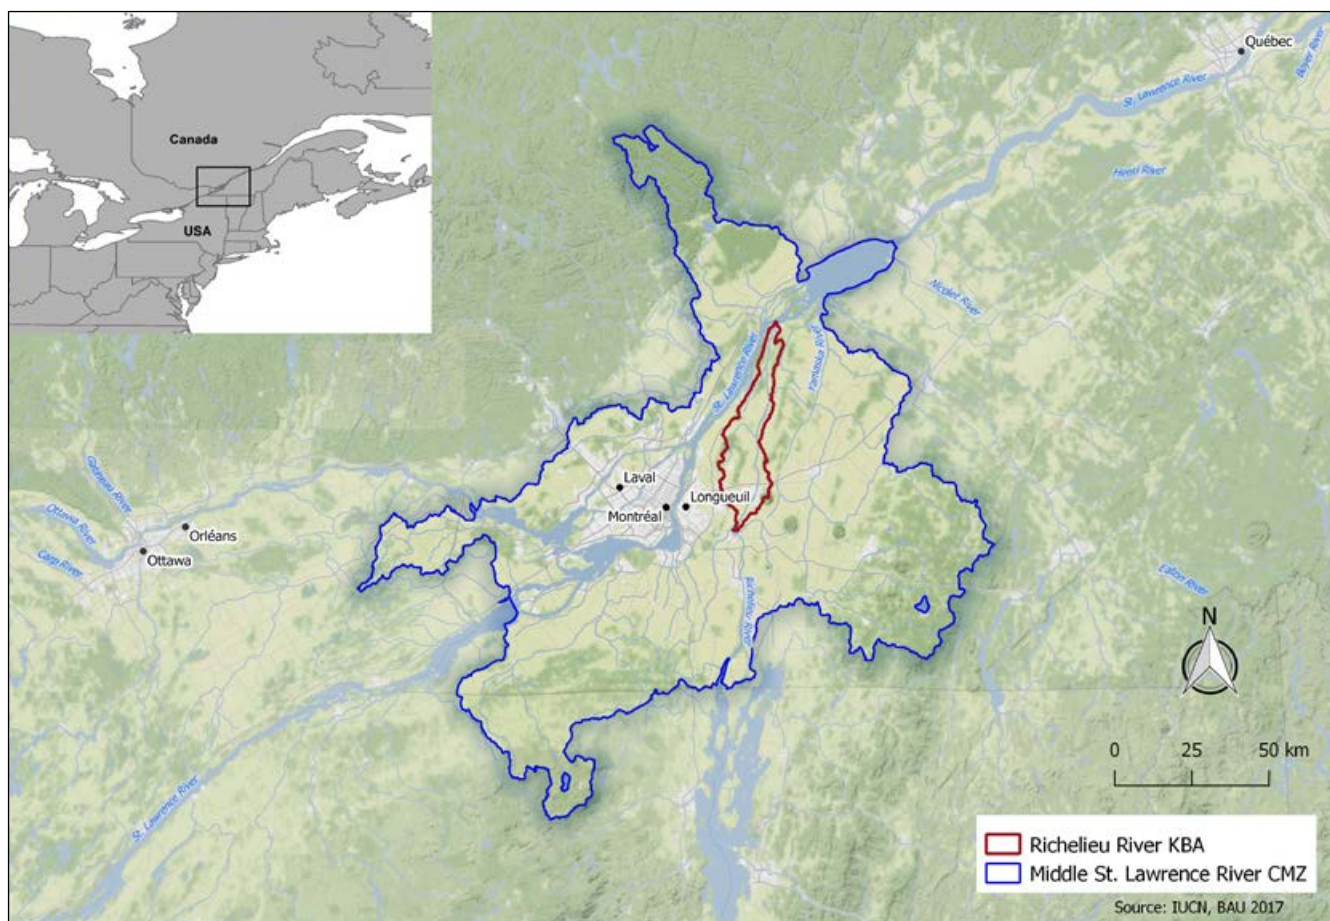 Canada
USA
Québec
Boyer River
St. Lawrence River
Henri River
Nicolet River
Yamaska River
St. Lawrence River
Laval
Longueuil
Montréal
Gatineau River
Orléans
Ottawa River
Ottawa
Carp River
Eaton River
Richelieu River
St. Lawrence River
N
0 25 50 km
Richelieu River KBA
Middle St. Lawrence River CMZ
Source: IUCN, BAU 2017